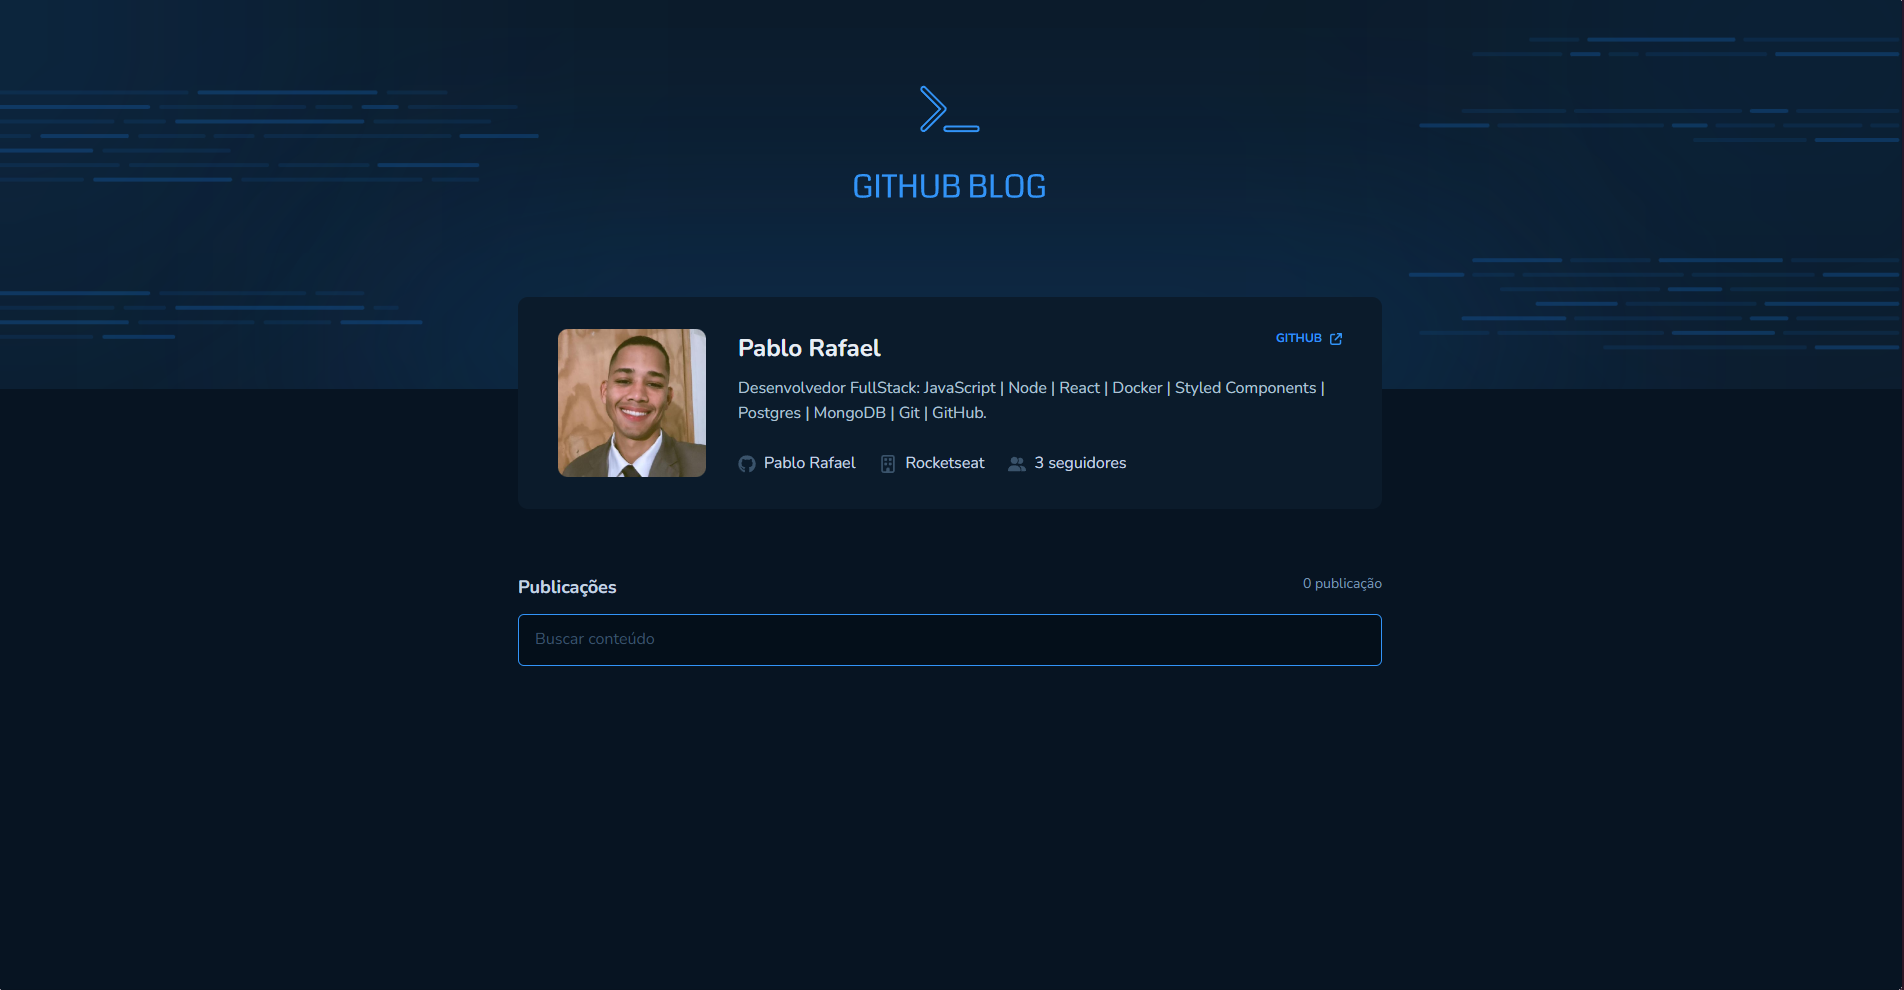 GITHUB BLOG
Pablo Rafael
GITHUB
Desenvolvedor FullStack: JavaScript | Node | React | Docker | Styled Components |
Postgres | MongoDB | Git | GitHub.
Pablo Rafael
Rocketseat
3 seguidores
Publicações
0 publicação
Buscar conteúdo